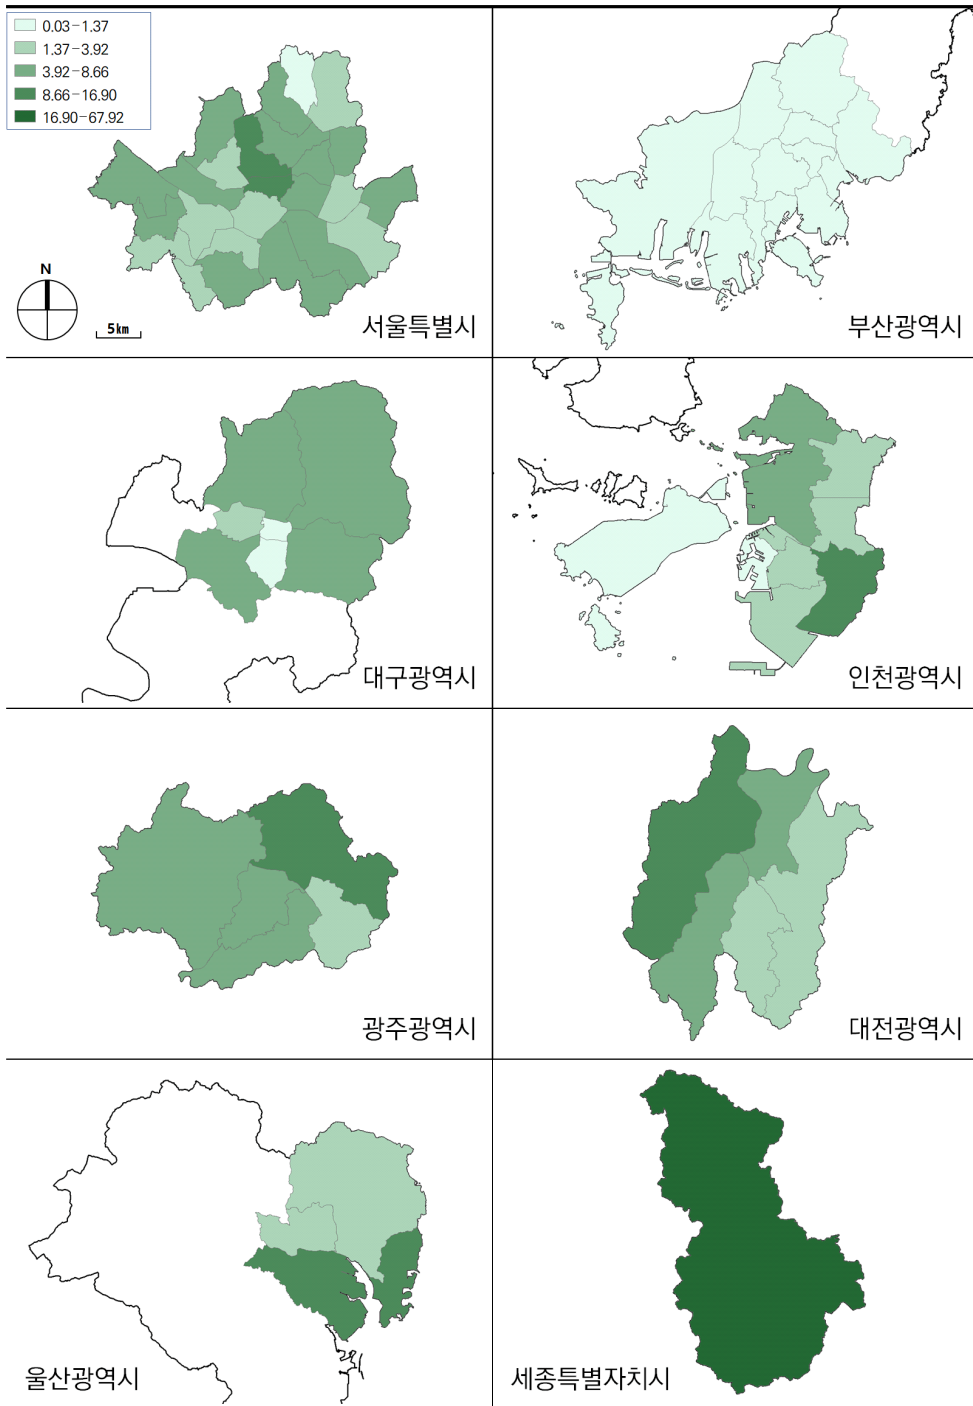 0.03-1.37
1.37-3.92
3.92-8.66
8.66-16.90
16.90-67.92
N
5km
서울특별시
부산광역시
대구광역시
인천광역시
광주광역시
대전광역시
울산광역시
세종특별자치시